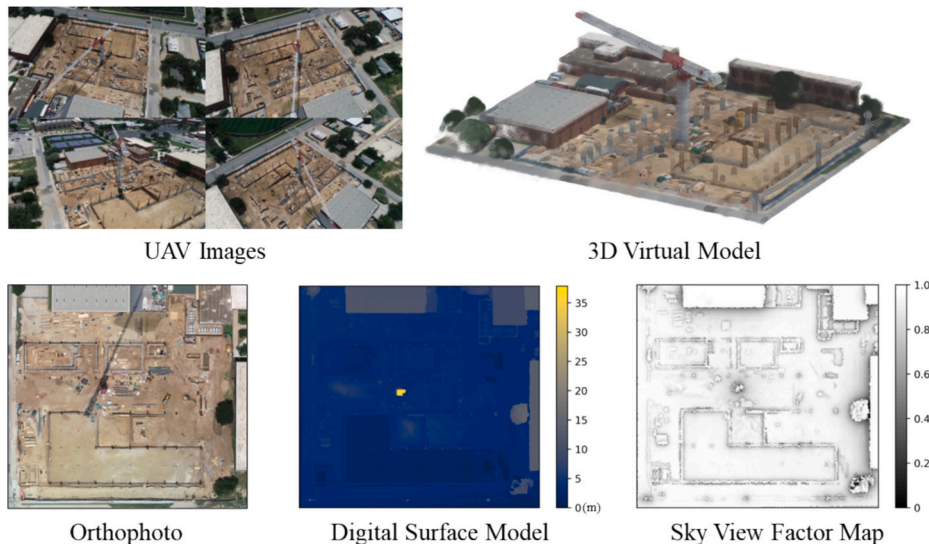 UAV Images
3D Virtual Model
35
30
25
20
15
10
5
0(m)
1.0
0.8
0.6
0.4
0.2
0
Orthophoto
Digital Surface Model
Sky View Factor Map